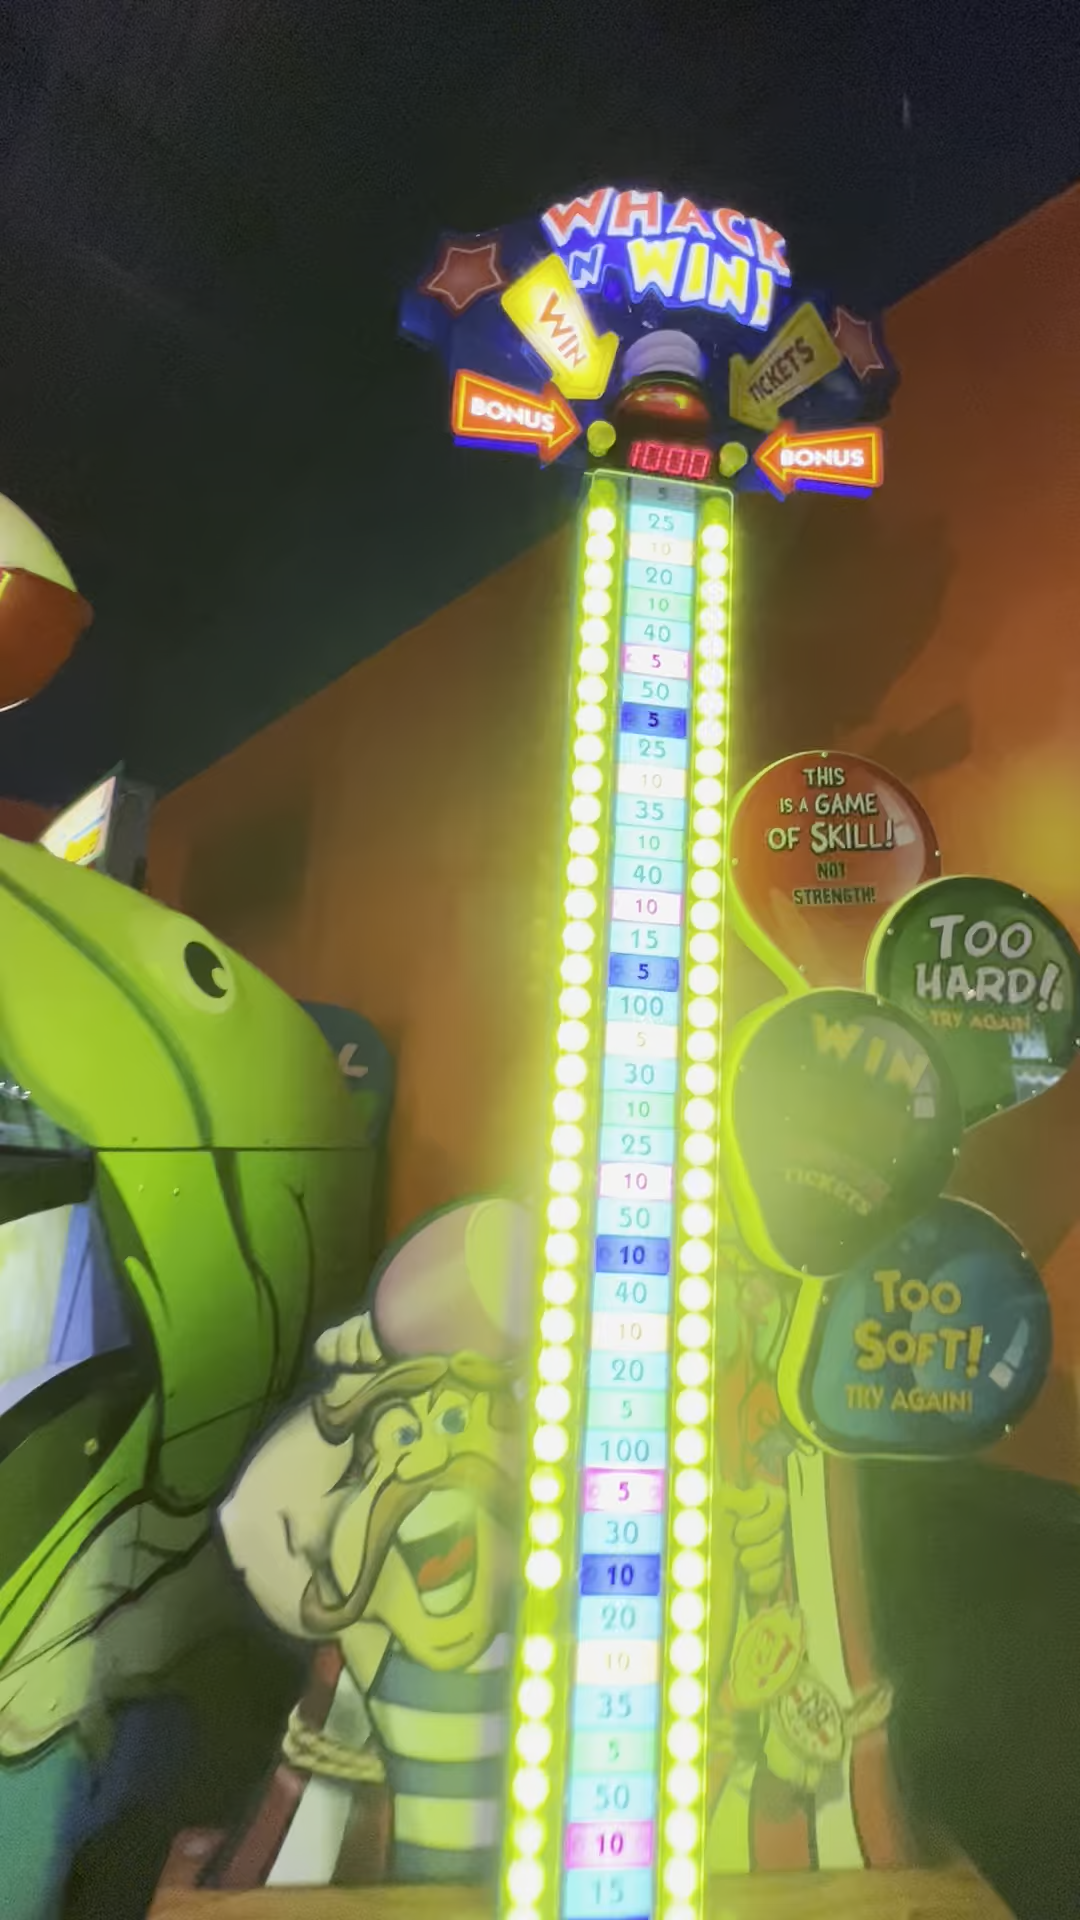 WHACK
N WIN!
WIN
TICKETS
BONUS
BONUS
1000
5
25
10
20
10
40
5
50
5
25
10
35
10
40
10
15
5
100
5
30
10
25
10
50
10
40
10
20
5
100
5
30
10
20
10
35
5
50
10
15
THIS
IS A GAME
OF SKILL!
NOT
STRENGTH!
TOO
HARD!
TRY AGAIN!
WIN
TICKETS
TOO
SOFT!
TRY AGAIN!